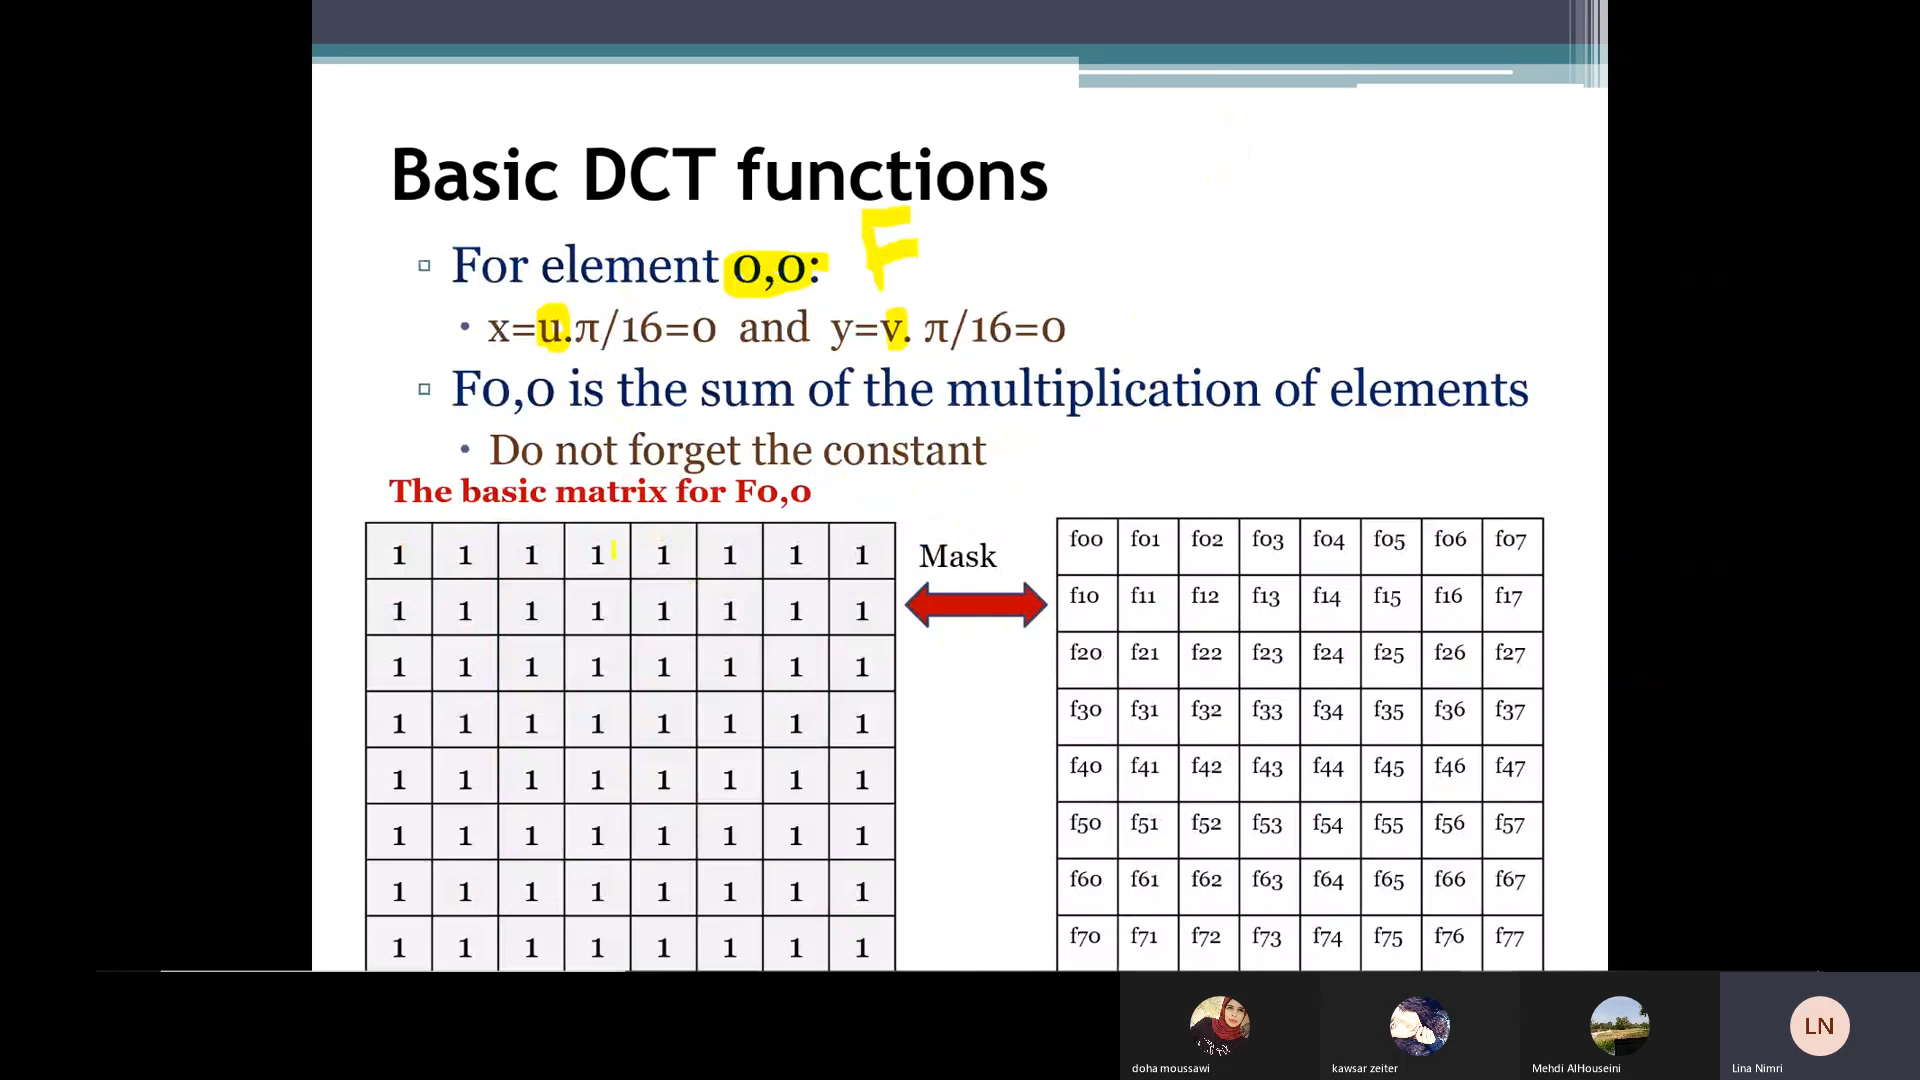 Basic DCT functions
For element 0,0: F
x=u.π/16=0 and y=v. π/16=0
F0,0 is the sum of the multiplication of elements
Do not forget the constant
The basic matrix for F0,0
Mask
1 1 1 1 1 1 1 1
1 1 1 1 1 1 1 1
1 1 1 1 1 1 1 1
1 1 1 1 1 1 1 1
1 1 1 1 1 1 1 1
1 1 1 1 1 1 1 1
1 1 1 1 1 1 1 1
1 1 1 1 1 1 1 1
f00 f01 f02 f03 f04 f05 f06 f07
f10 f11 f12 f13 f14 f15 f16 f17
f20 f21 f22 f23 f24 f25 f26 f27
f30 f31 f32 f33 f34 f35 f36 f37
f40 f41 f42 f43 f44 f45 f46 f47
f50 f51 f52 f53 f54 f55 f56 f57
f60 f61 f62 f63 f64 f65 f66 f67
f70 f71 f72 f73 f74 f75 f76 f77
LN
doha moussawi
kawsar zeiter
Mehdi AlHouseini
Lina Nimri